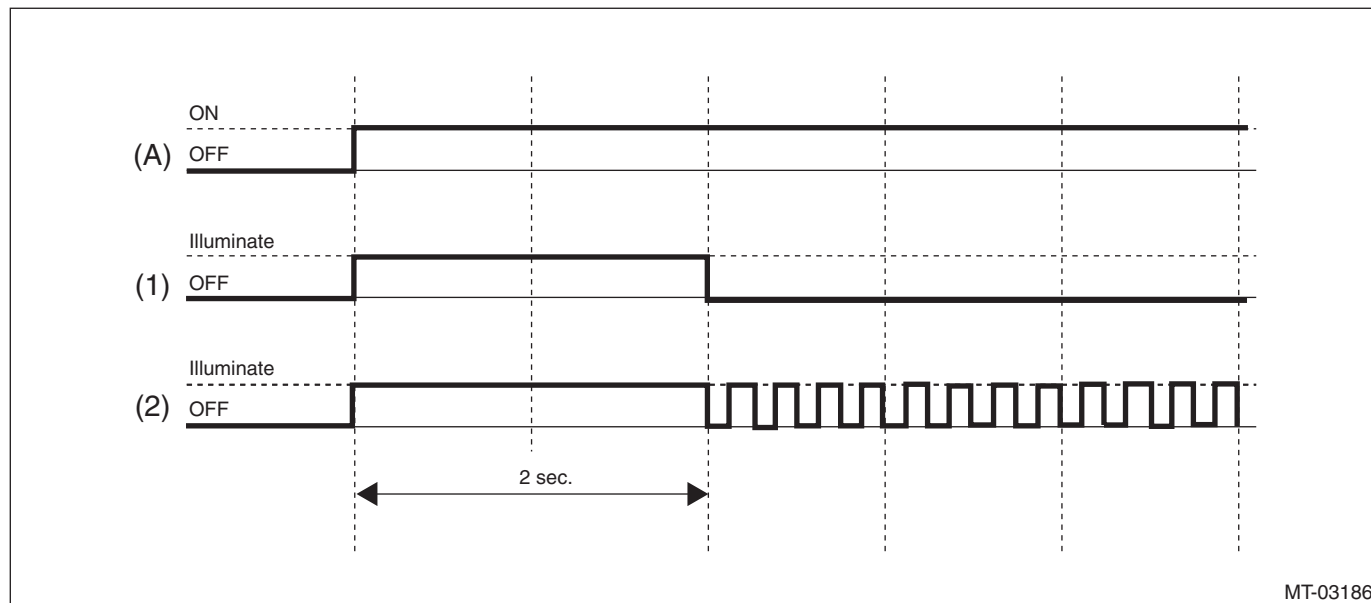 ON
(A)
OFF
Illuminate
(1)
OFF
Illuminate
(2)
OFF
2 sec.
MT-03186